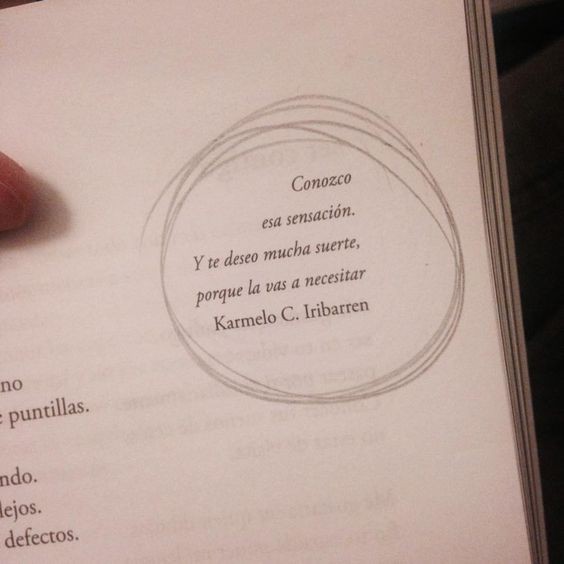 Conozco
esa sensación.
Y te deseo mucha suerte,
porque la vas a necesitar
Karmelo C. Iribarren
no
puntillas.
ndo.
lejos.
defectos.